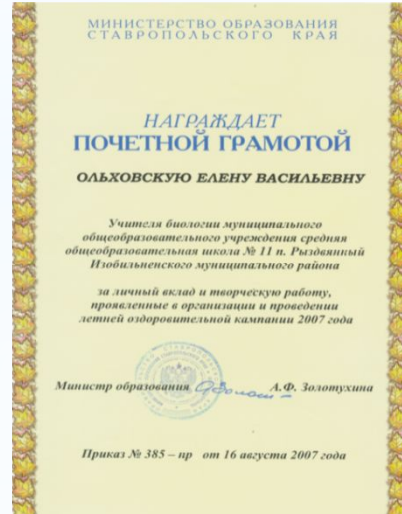 МИНИСТЕРСТВО ОБРАЗОВАНИЯ
СТАВРОПОЛЬСКОГО КРАЯ
НАГРАЖДАЕТ
ПОЧЕТНОЙ ГРАМОТОЙ
ОЛЬХОВСКУЮ ЕЛЕНУ ВАСИЛЬЕВНУ
Учителя биологии муниципального
общеобразовательного учреждения средняя
общеобразовательная школа № 11 п. Рыздвянный
Изобильненского муниципального района
за личный вклад и творческую работу,
проявленные в организации и проведении
летней оздоровительной кампании 2007 года
Министр образования А.Ф. Золотухина
Приказ № 385 – пр от 16 августа 2007 года